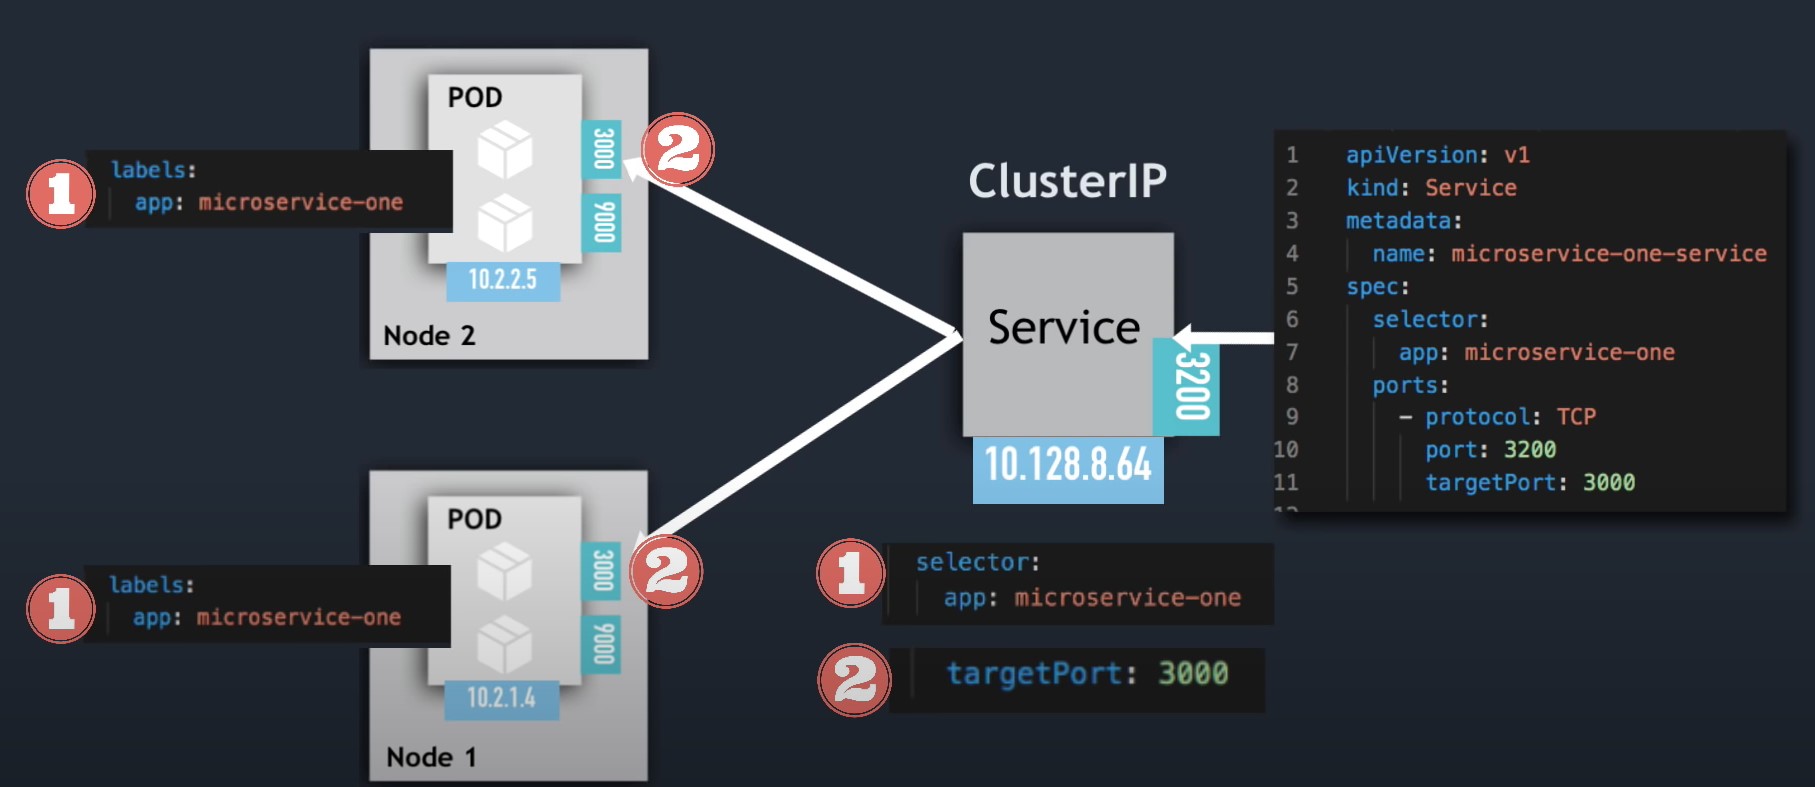 POD
3000
9000
10.2.2.5
Node 2
1
labels:
app: microservice-one
2
ClusterIP
Service
3200
10.128.8.64
1 apiVersion: v1
2 kind: Service
3 metadata:
4 name: microservice-one-service
5 spec:
6 selector:
7 app: microservice-one
8 ports:
9 - protocol: TCP
10 port: 3200
11 targetPort: 3000
POD
3000
9000
10.2.1.4
Node 1
1
labels:
app: microservice-one
2
1
selector:
app: microservice-one
2
targetPort: 3000